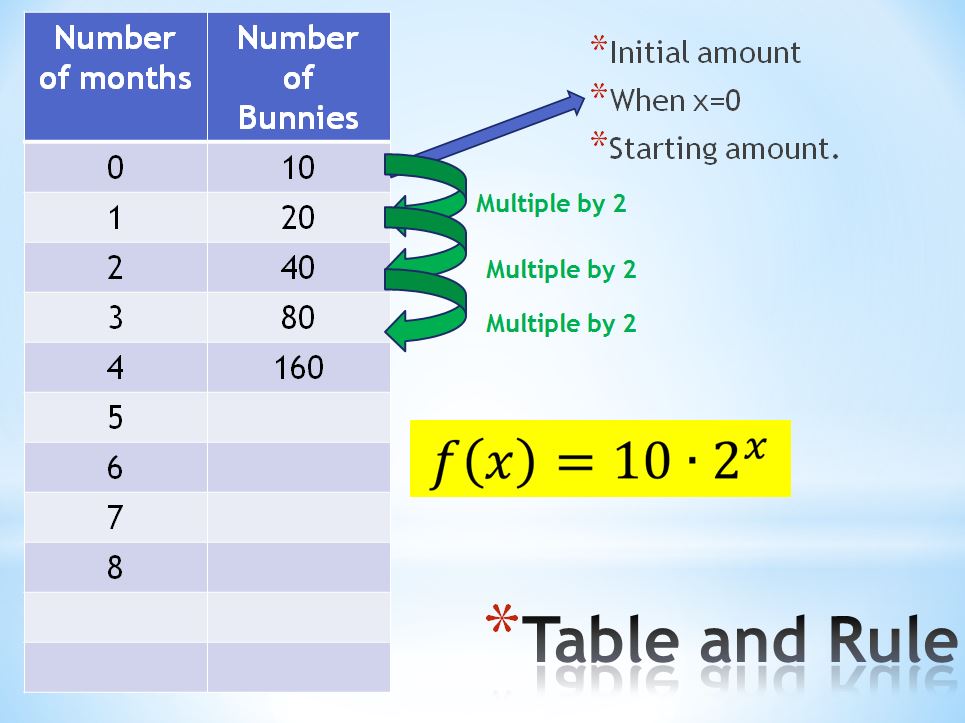 Number of months
Number of Bunnies
0 10
1 20
2 40
3 80
4 160
5
6
7
8
*Initial amount
*When x=0
*Starting amount.
Multiple by 2
Multiple by 2
Multiple by 2
f(x) = 10 · 2ˣ
*Table and Rule